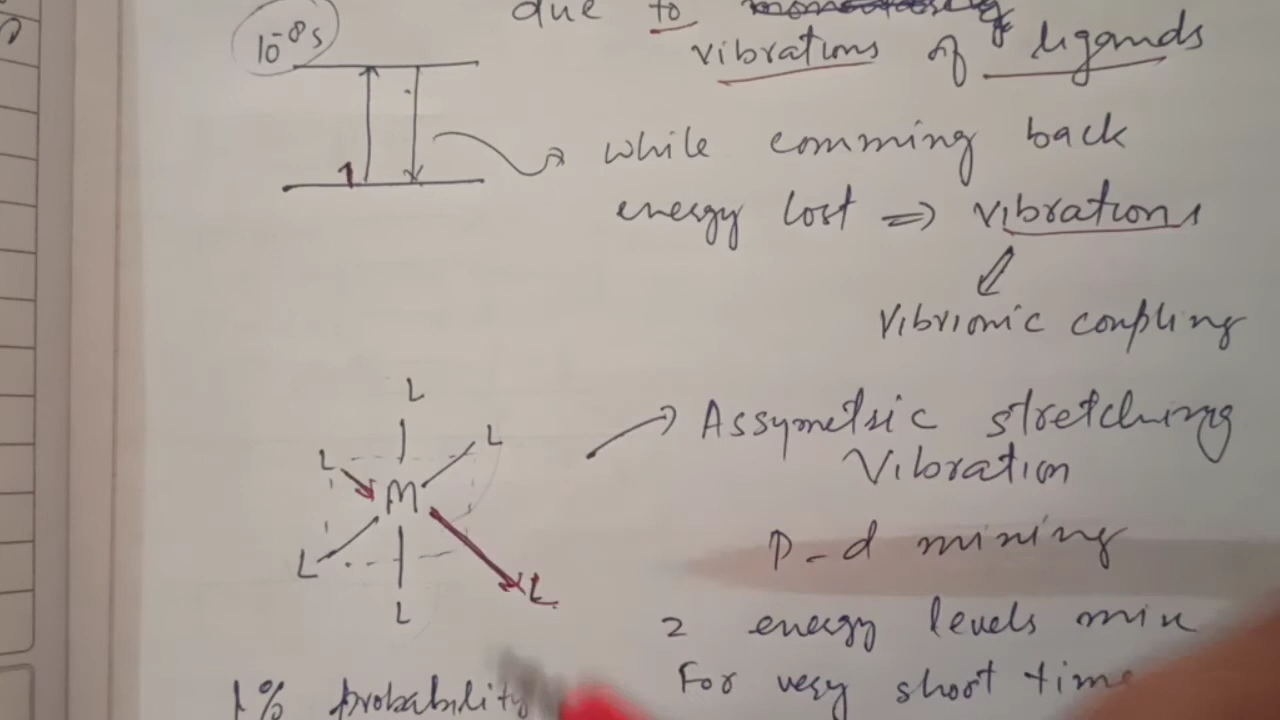 10⁻⁸s
due to
vibrations of ligands
1
while comming back
energy lost ⇒ vibrations
Vibrionic coupling
L
L L
M
L
L L
Assymetric stretching
Vibration
P-d mixing
2 energy levels mix
For very short time
1% probability